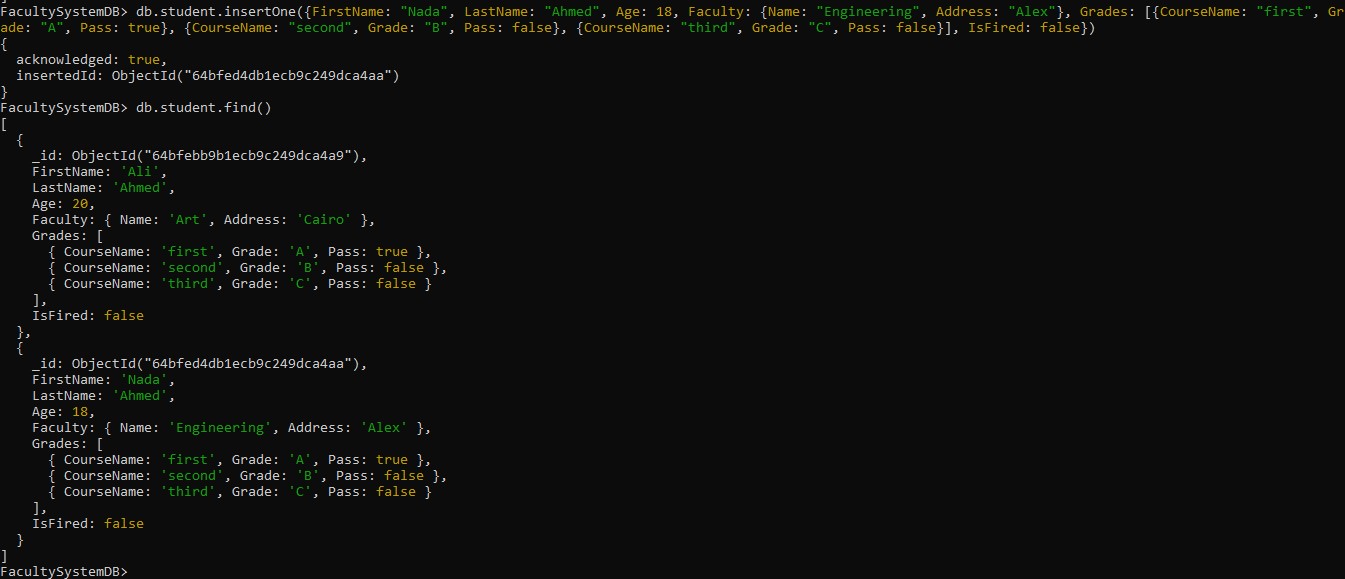 FacultySystemDB> db.student.insertOne({FirstName: "Nada", LastName: "Ahmed", Age: 18, Faculty: {Name: "Engineering", Address: "Alex"}, Grades: [{CourseName: "first", Gr
ade: "A", Pass: true}, {CourseName: "second", Grade: "B", Pass: false}, {CourseName: "third", Grade: "C", Pass: false}], IsFired: false})
{
  acknowledged: true,
  insertedId: ObjectId("64bfed4db1ecb9c249dca4aa")
}
FacultySystemDB> db.student.find()
[
  {
    _id: ObjectId("64bfebb9b1ecb9c249dca4a9"),
    FirstName: 'Ali',
    LastName: 'Ahmed',
    Age: 20,
    Faculty: { Name: 'Art', Address: 'Cairo' },
    Grades: [
      { CourseName: 'first', Grade: 'A', Pass: true },
      { CourseName: 'second', Grade: 'B', Pass: false },
      { CourseName: 'third', Grade: 'C', Pass: false }
    ],
    IsFired: false
  },
  {
    _id: ObjectId("64bfed4db1ecb9c249dca4aa"),
    FirstName: 'Nada',
    LastName: 'Ahmed',
    Age: 18,
    Faculty: { Name: 'Engineering', Address: 'Alex' },
    Grades: [
      { CourseName: 'first', Grade: 'A', Pass: true },
      { CourseName: 'second', Grade: 'B', Pass: false },
      { CourseName: 'third', Grade: 'C', Pass: false }
    ],
    IsFired: false
  }
]
FacultySystemDB>